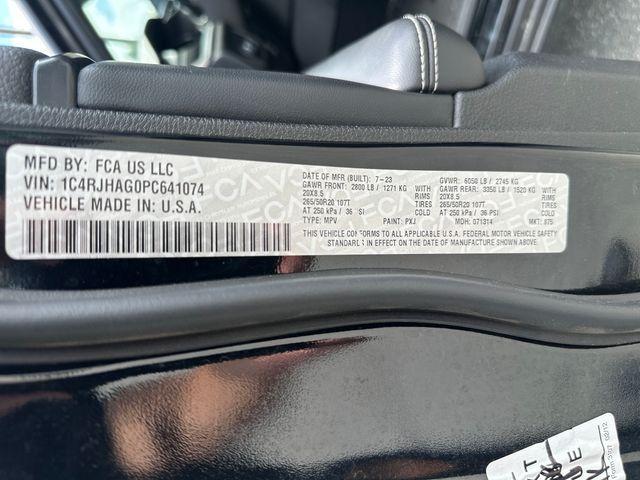 MFD BY: FCA US LLC
VIN: 1C4RJHAG0PC641074
VEHICLE MADE IN U.S.A.
DATE OF MFR (BUILT) 7-23 GVWR: 6050 LB / 2745 KG
GAWR FRONT: 2800 LB / 1271 KG WITH GAWR REAR: 3350 LB / 1520 KG WITH
20X8.5 RIMS 20X8.5 RIMS
265/50R20 107T TIRES 265/50R20 107T TIRES
AT 250 kPa / 36 PSI COLD AT 250 kPa / 36 PSI COLD
TYPE: MPV PAINT: PXJ MDH: 071314 MKT:
THIS VEHICLE CONFORMS TO ALL APPLICABLE U.S.A. FEDERAL MOTOR VEHICLE SAFETY
STANDARDS IN EFFECT ON THE DATE OF MANUFACTURE SHOWN ABOVE.